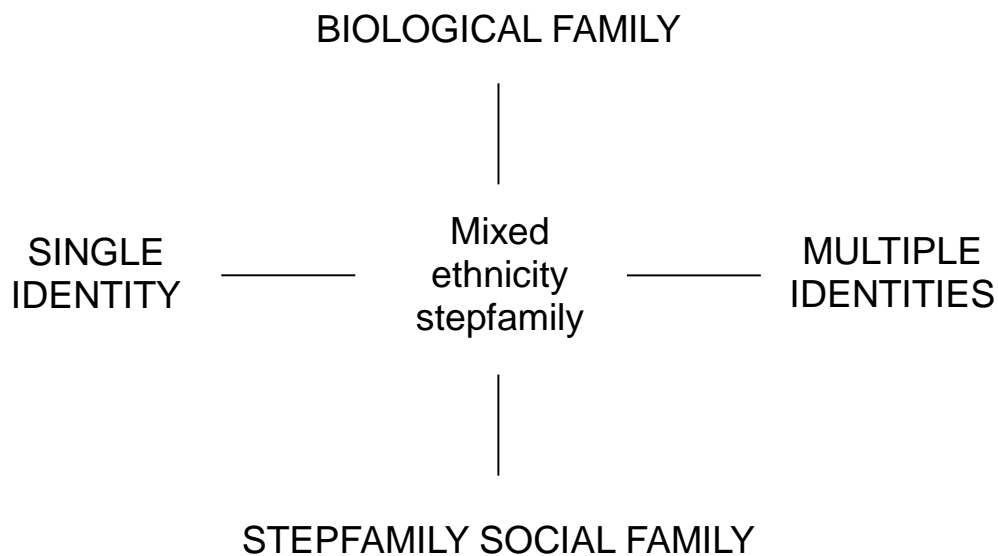 BIOLOGICAL FAMILY
SINGLE
IDENTITY
Mixed
ethnicity
stepfamily
MULTIPLE
IDENTITIES
STEPFAMILY SOCIAL FAMILY